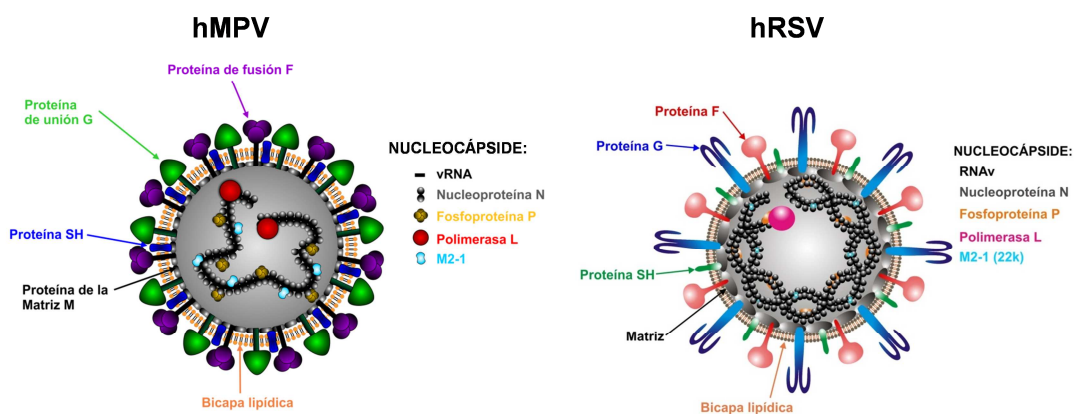 hMPV
Proteína de fusión F
Proteína
de unión G
Proteína SH
Proteína de la
Matriz M
Bicapa lipídica
NUCLEOCÁPSIDE:
vRNA
Nucleoproteína N
Fosfoproteína P
Polimerasa L
M2-1
hRSV
Proteína F
Proteína G
Proteína SH
Matriz
Bicapa lipídica
NUCLEOCÁPSIDE:
RNAv
Nucleoproteína N
Fosfoproteína P
Polimerasa L
M2-1 (22k)